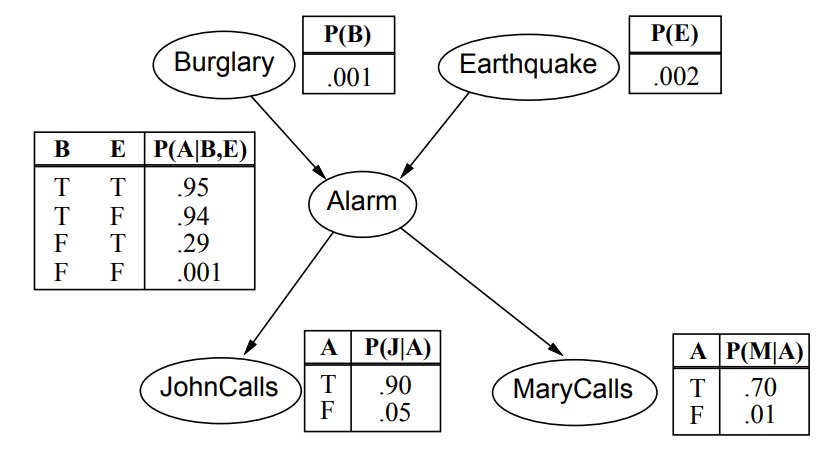 Burglary
P(B)
.001
Earthquake
P(E)
.002
B E P(A|B,E)
T T .95
T F .94
F T .29
F F .001
Alarm
JohnCalls
A P(J|A)
T .90
F .05
MaryCalls
A P(M|A)
T .70
F .01